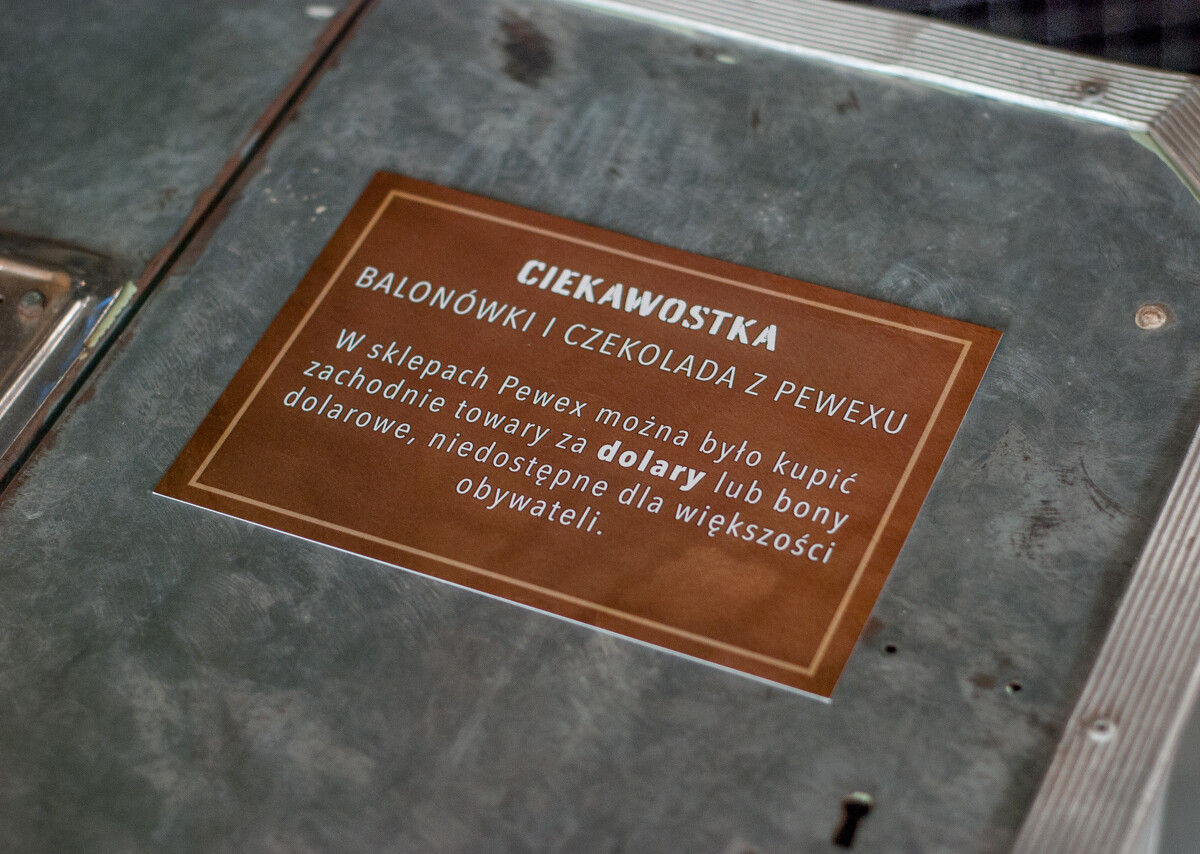 CIEKAWOSTKA
BALONÓWKI I CZEKOLADA Z PEWEXU
W sklepach Pewex można było kupić
zachodnie towary za dolary lub bony
dolarowe, niedostępne dla większości
obywateli.